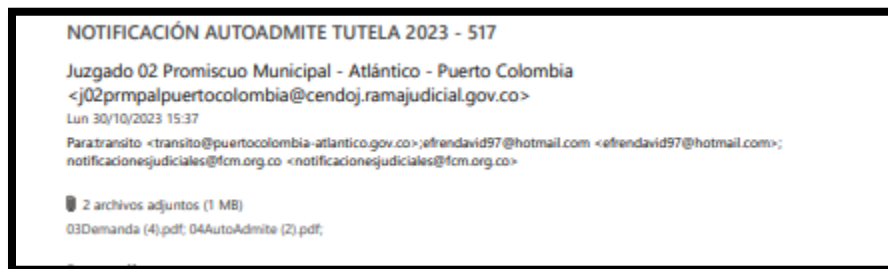 NOTIFICACIÓN AUTOADMITE TUTELA 2023 - 517
Juzgado 02 Promiscuo Municipal - Atlántico - Puerto Colombia
<j02prmpalpuertocolombia@cendoj.ramajudicial.gov.co>
Lun 30/10/2023 15:37
Para:transito <transito@puertocolombia-atlantico.gov.co>;efrendavid97@hotmail.com <efrendavid97@hotmail.com>;
notificacionesjudiciales@fcm.org.co <notificacionesjudiciales@fcm.org.co>
2 archivos adjuntos (1 MB)
03Demanda (4).pdf; 04AutoAdmite (2).pdf;